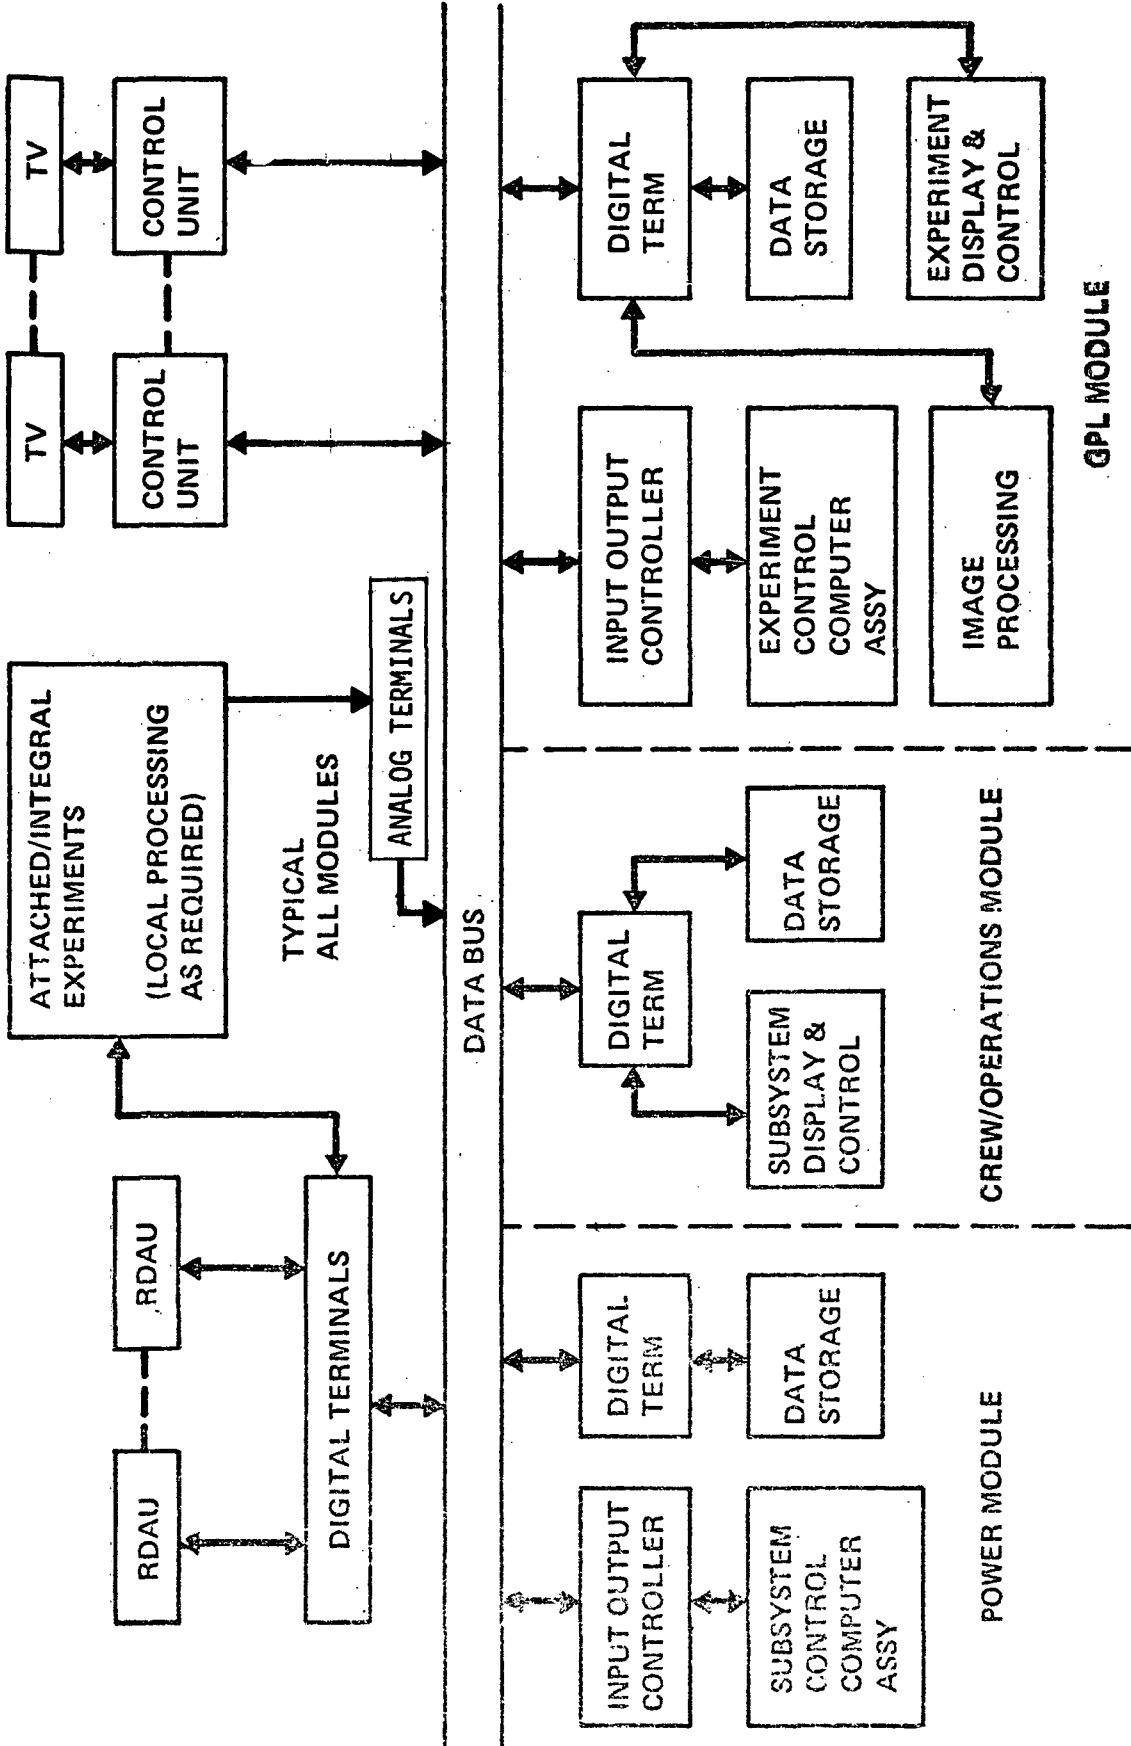 RDAU
RDAU
DIGITAL TERMINALS
ATTACHED/INTEGRAL
EXPERIMENTS
(LOCAL PROCESSING
AS REQUIRED)
TYPICAL
ALL MODULES
ANALOG TERMINALS
TV
CONTROL
UNIT
TV
CONTROL
UNIT
DATA BUS
INPUT OUTPUT
CONTROLLER
SUBSYSTEM
CONTROL
COMPUTER
ASSY
DIGITAL
TERM
DATA
STORAGE
POWER MODULE
DIGITAL
TERM
SUBSYSTEM
DISPLAY &
CONTROL
DATA
STORAGE
CREW/OPERATIONS MODULE
INPUT OUTPUT
CONTROLLER
EXPERIMENT
CONTROL
COMPUTER
ASSY
IMAGE
PROCESSING
DIGITAL
TERM
DATA
STORAGE
EXPERIMENT
DISPLAY &
CONTROL
GPL MODULE